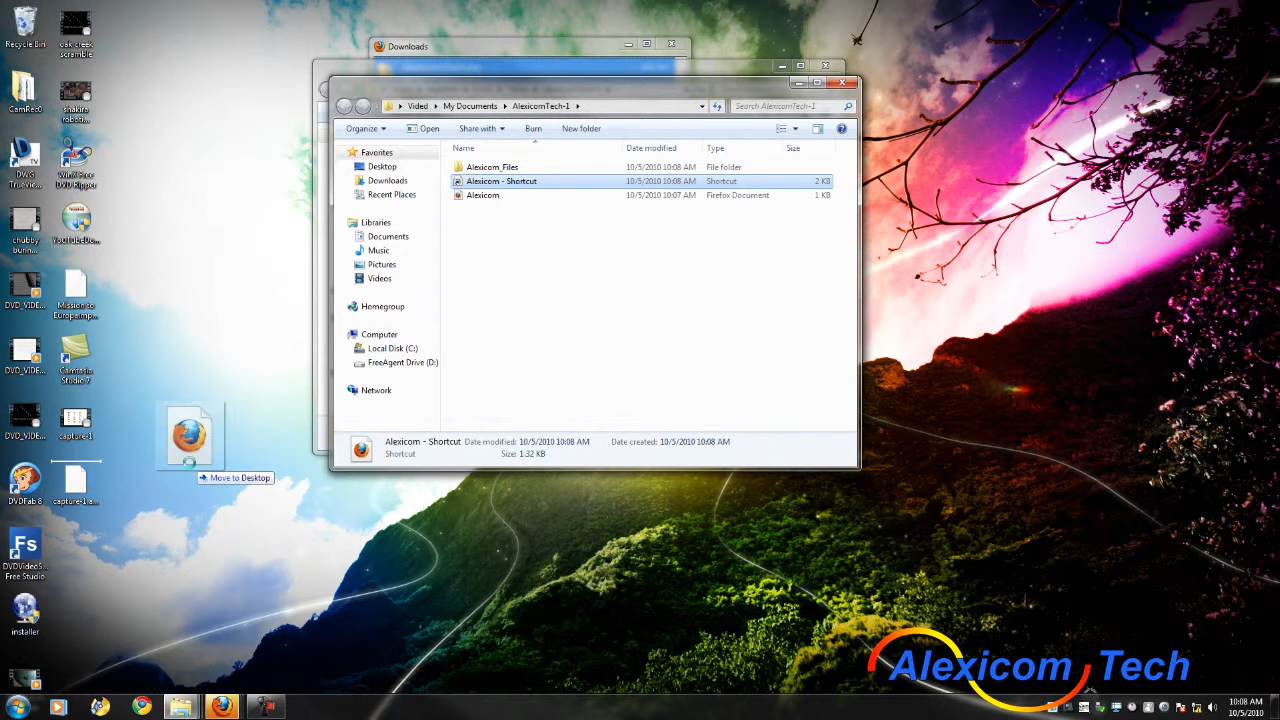 Recycle Bin
oak creek scramble
CamRec0
shakira roboti...
DWG TrueView...
WinX Free DVD Ripper
chubby bunn...
YouTubeDo...
DVD_VIDE...
Mission to Europa.mp...
DVD_VIDE...
Camtasia Studio 7
DVD_VIDE...
capture-1
DVDFab 8
capture-1.a...
Fs
DVDVideoS... Free Studio
installer
Move to Desktop
Downloads
Video My Documents AlexicomTech-1
Search AlexicomTech-1
Organize Open Share with Burn New folder
Name Date modified Type Size
Alexicom_Files 10/5/2010 10:08 AM File folder
Alexicom - Shortcut 10/5/2010 10:08 AM Shortcut 2 KB
Alexicom 10/5/2010 10:07 AM Firefox Document 1 KB
Favorites
Desktop
Downloads
Recent Places
Libraries
Documents
Music
Pictures
Videos
Homegroup
Computer
Local Disk (C:)
FreeAgent Drive (D:)
Network
Alexicom - Shortcut Date modified: 10/5/2010 10:08 AM Date created: 10/5/2010 10:08 AM
Shortcut Size: 1.32 KB
Alexicom Tech
10:08 AM
10/5/2010